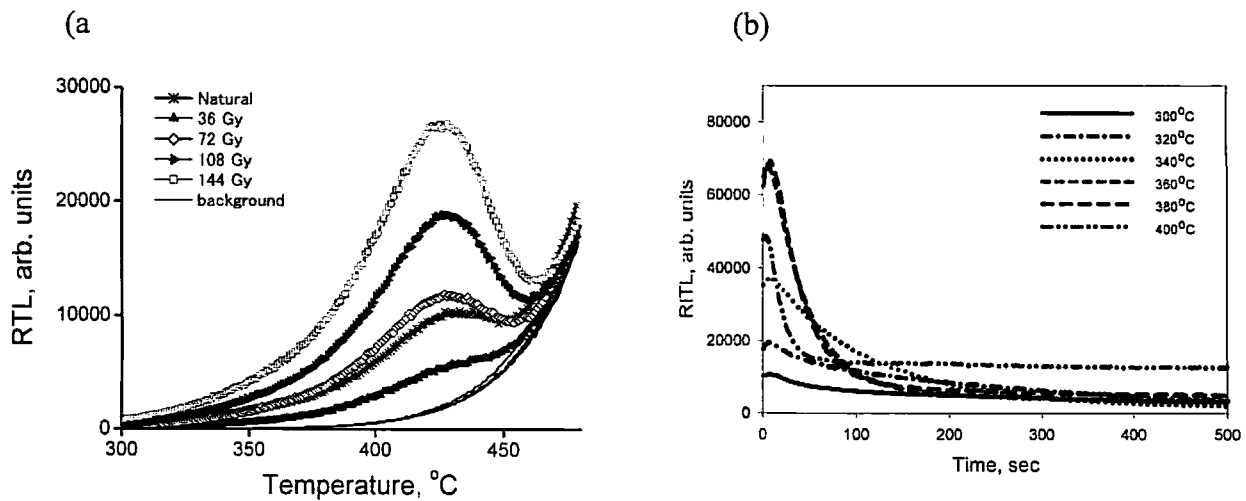 (a
30000
20000
10000
0
RTL, arb. units
Natural
36 Gy
72 Gy
108 Gy
144 Gy
background
300
350
400
450
Temperature, °C
(b)
80000
60000
40000
20000
0
RITL, arb. units
300°C
320°C
340°C
360°C
380°C
400°C
0
100
200
300
400
500
Time, sec